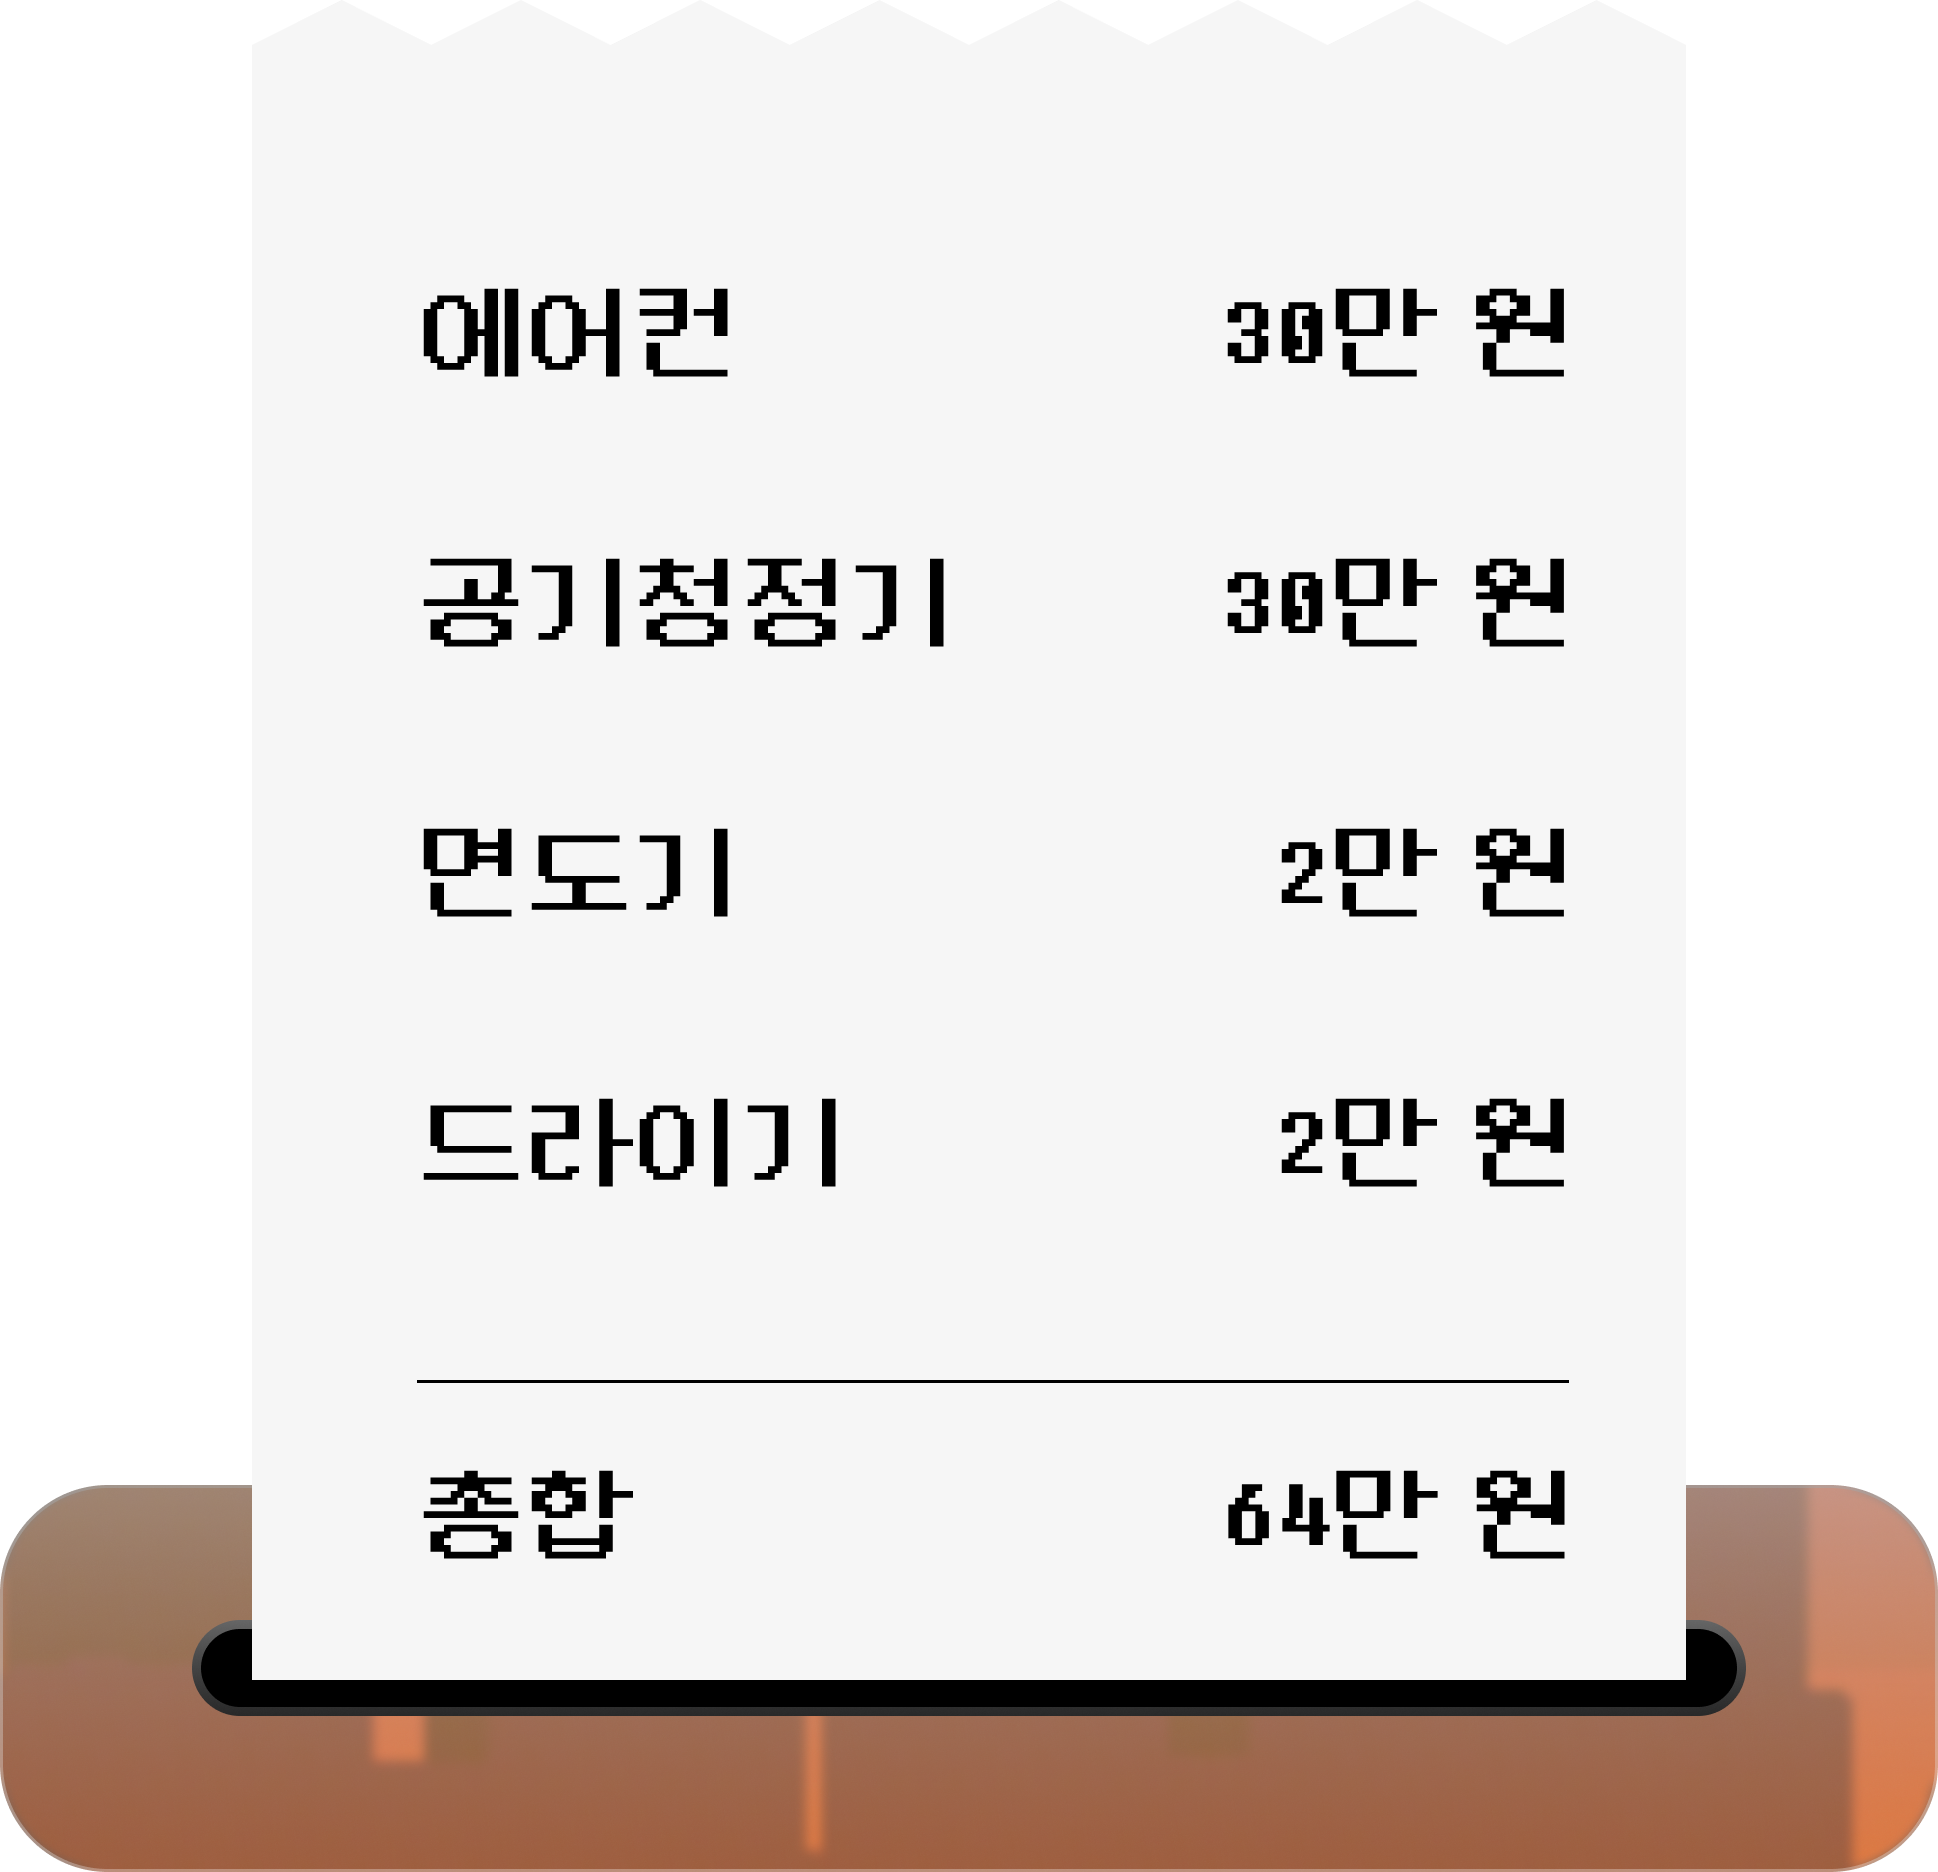 에어컨 30만 원
공기청정기 30만 원
면도기 2만 원
드라이기 2만 원
종합 64만 원